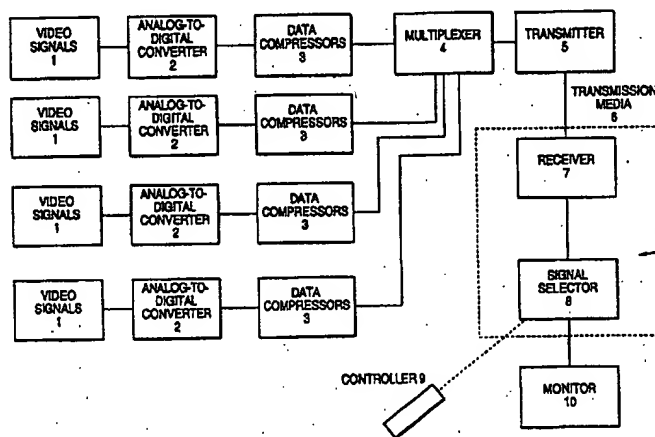 VIDEO
SIGNALS
1
ANALOG-TO-
DIGITAL
CONVERTER
2
DATA
COMPRESSORS
3
MULTIPLEXER
4
TRANSMITTER
5
TRANSMISSION
MEDIA
6
VIDEO
SIGNALS
1
ANALOG-TO-
DIGITAL
CONVERTER
2
DATA
COMPRESSORS
3
RECEIVER
7
VIDEO
SIGNALS
1
ANALOG-TO-
DIGITAL
CONVERTER
2
DATA
COMPRESSORS
3
VIDEO
SIGNALS
1
ANALOG-TO-
DIGITAL
CONVERTER
2
DATA
COMPRESSORS
3
SIGNAL
SELECTOR
8
CONTROLLER 9
MONITOR
10